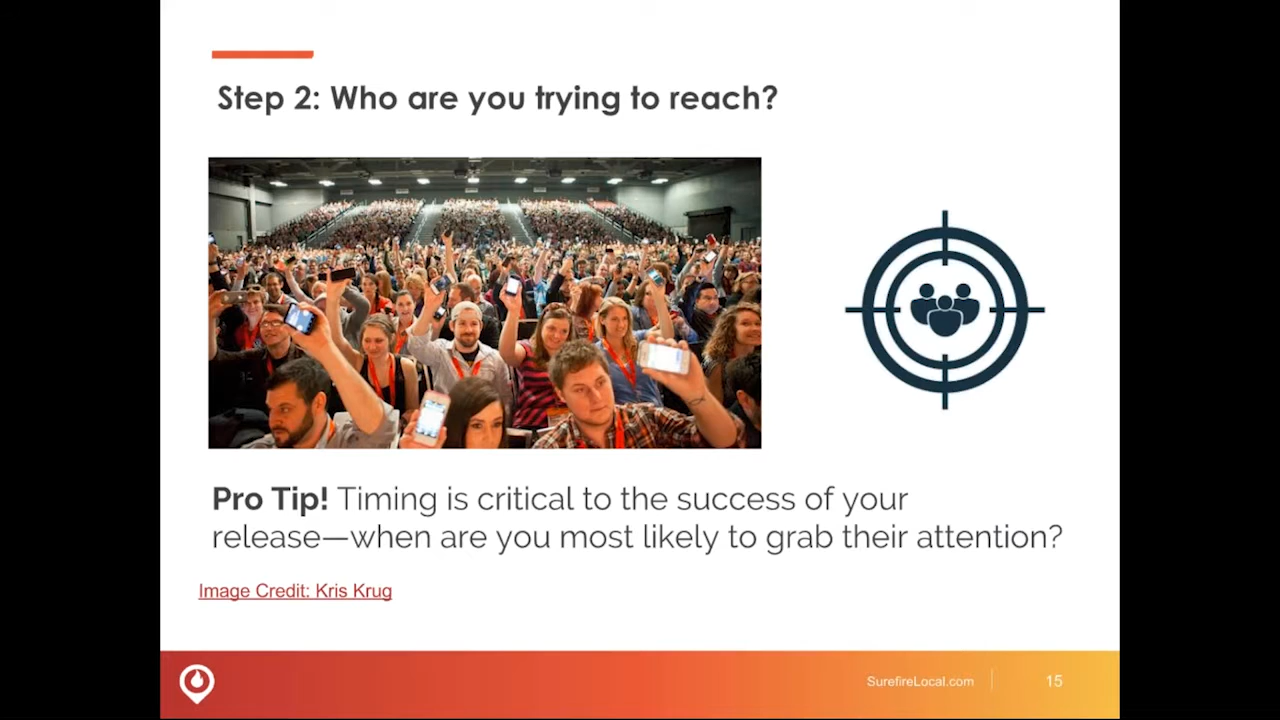 Step 2: Who are you trying to reach?
Pro Tip! Timing is critical to the success of your
release—when are you most likely to grab their attention?
Image Credit: Kris Krug
SurefireLocal.com
15